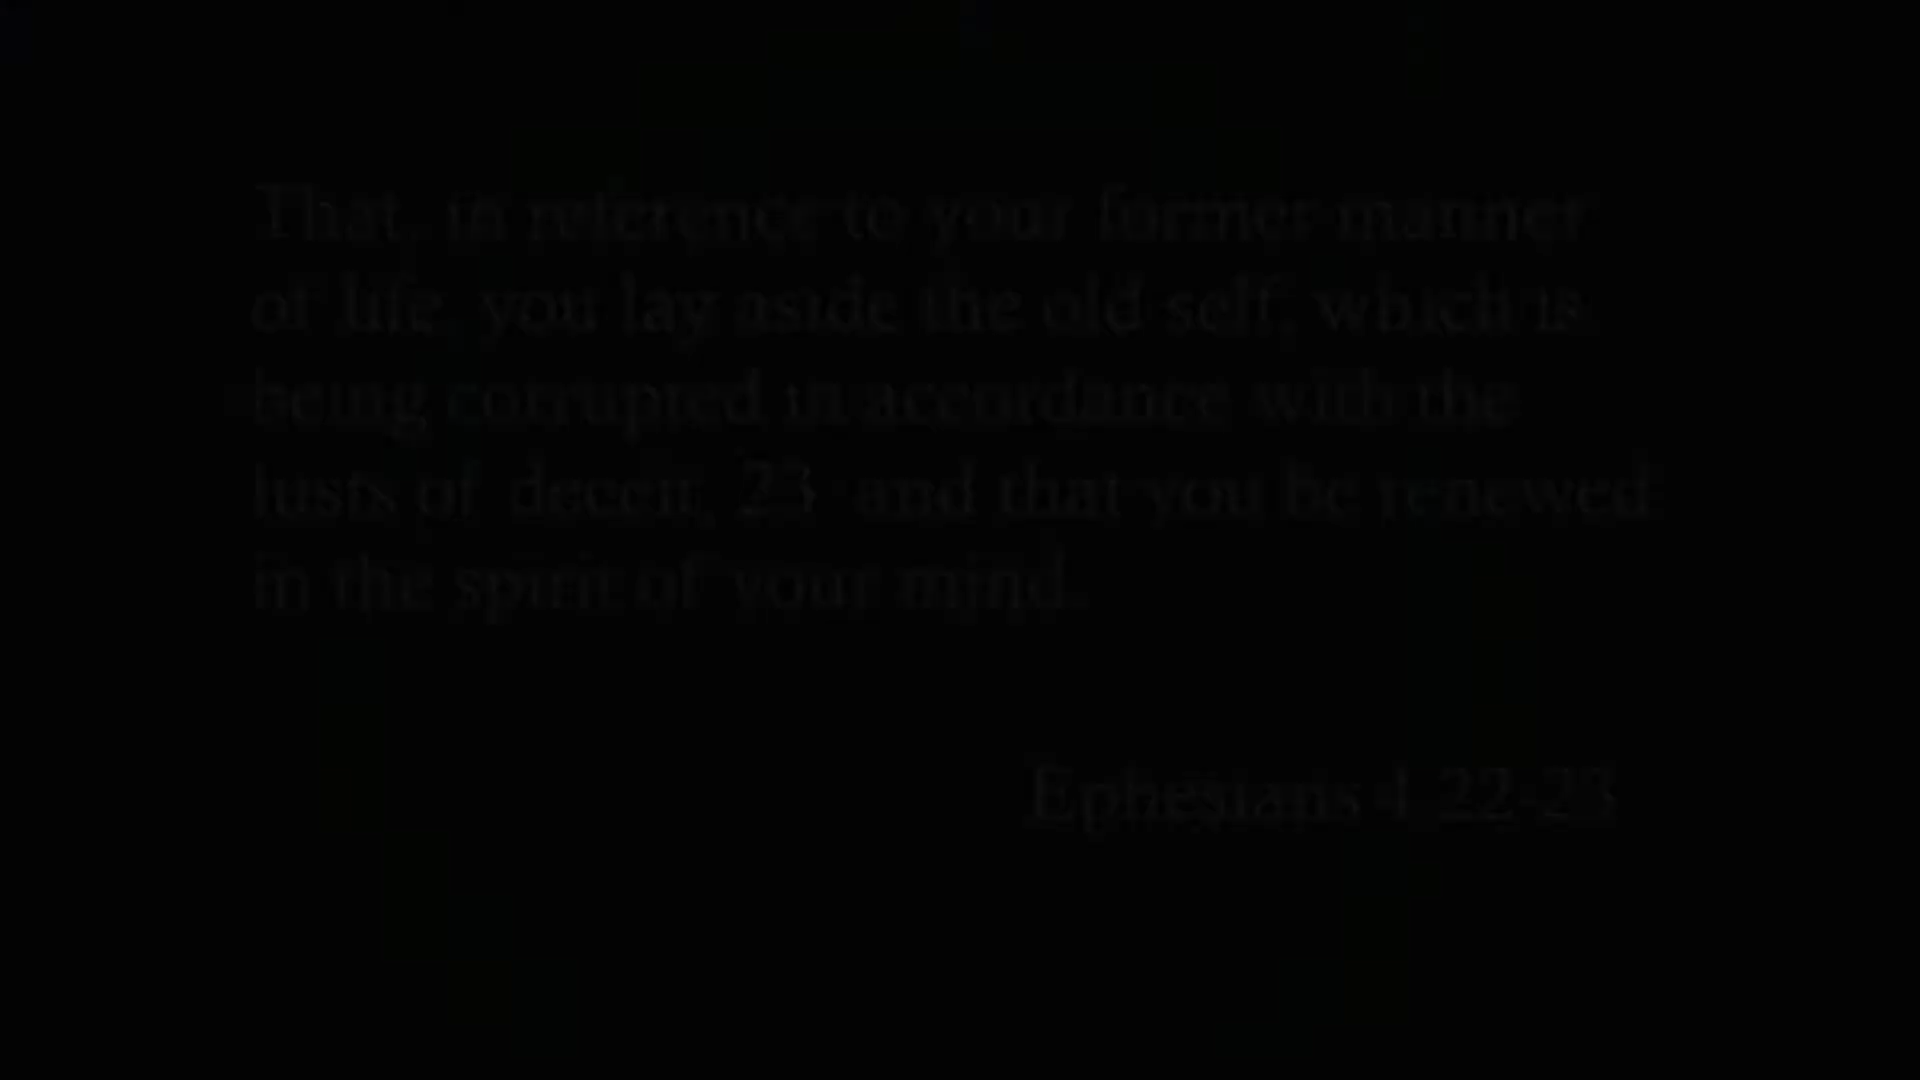 That, in reference to your former manner
of life, you lay aside the old self, which is
being corrupted in accordance with the
lusts of deceit, 23 and that you be renewed
in the spirit of your mind.
Ephesians 4:22-23